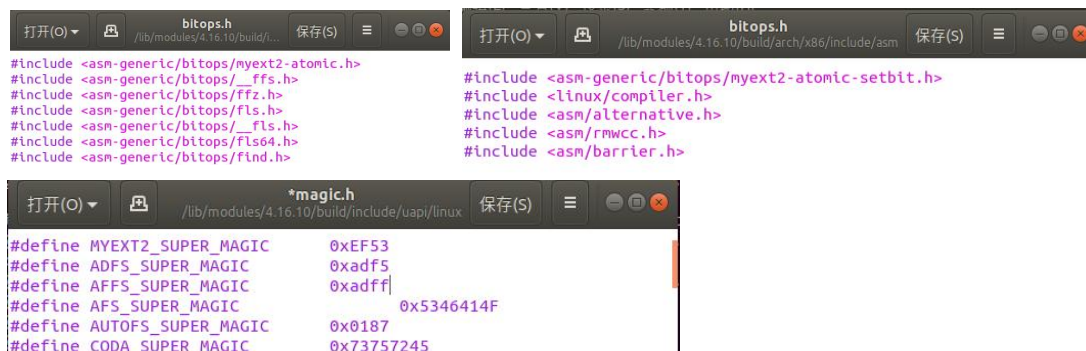 打开(O)
bitops.h
/lib/modules/4.16.10/build/i...
保存(S)
#include <asm-generic/bitops/myext2-atomic.h>
#include <asm-generic/bitops/__ffs.h>
#include <asm-generic/bitops/ffz.h>
#include <asm-generic/bitops/fls.h>
#include <asm-generic/bitops/__fls.h>
#include <asm-generic/bitops/fls64.h>
#include <asm-generic/bitops/find.h>
打开(O)
bitops.h
/lib/modules/4.16.10/build/arch/x86/include/asm
保存(S)
#include <asm-generic/bitops/myext2-atomic-setbit.h>
#include <linux/compiler.h>
#include <asm/alternative.h>
#include <asm/rmwcc.h>
#include <asm/barrier.h>
打开(O)
*magic.h
/lib/modules/4.16.10/build/include/uapi/linux
保存(S)
#define MYEXT2_SUPER_MAGIC 0xEF53
#define ADFS_SUPER_MAGIC 0xadf5
#define AFFS_SUPER_MAGIC 0xadff
#define AFS_SUPER_MAGIC 0x5346414F
#define AUTOFS_SUPER_MAGIC 0x0187
#define CODA_SUPER_MAGIC 0x73757245